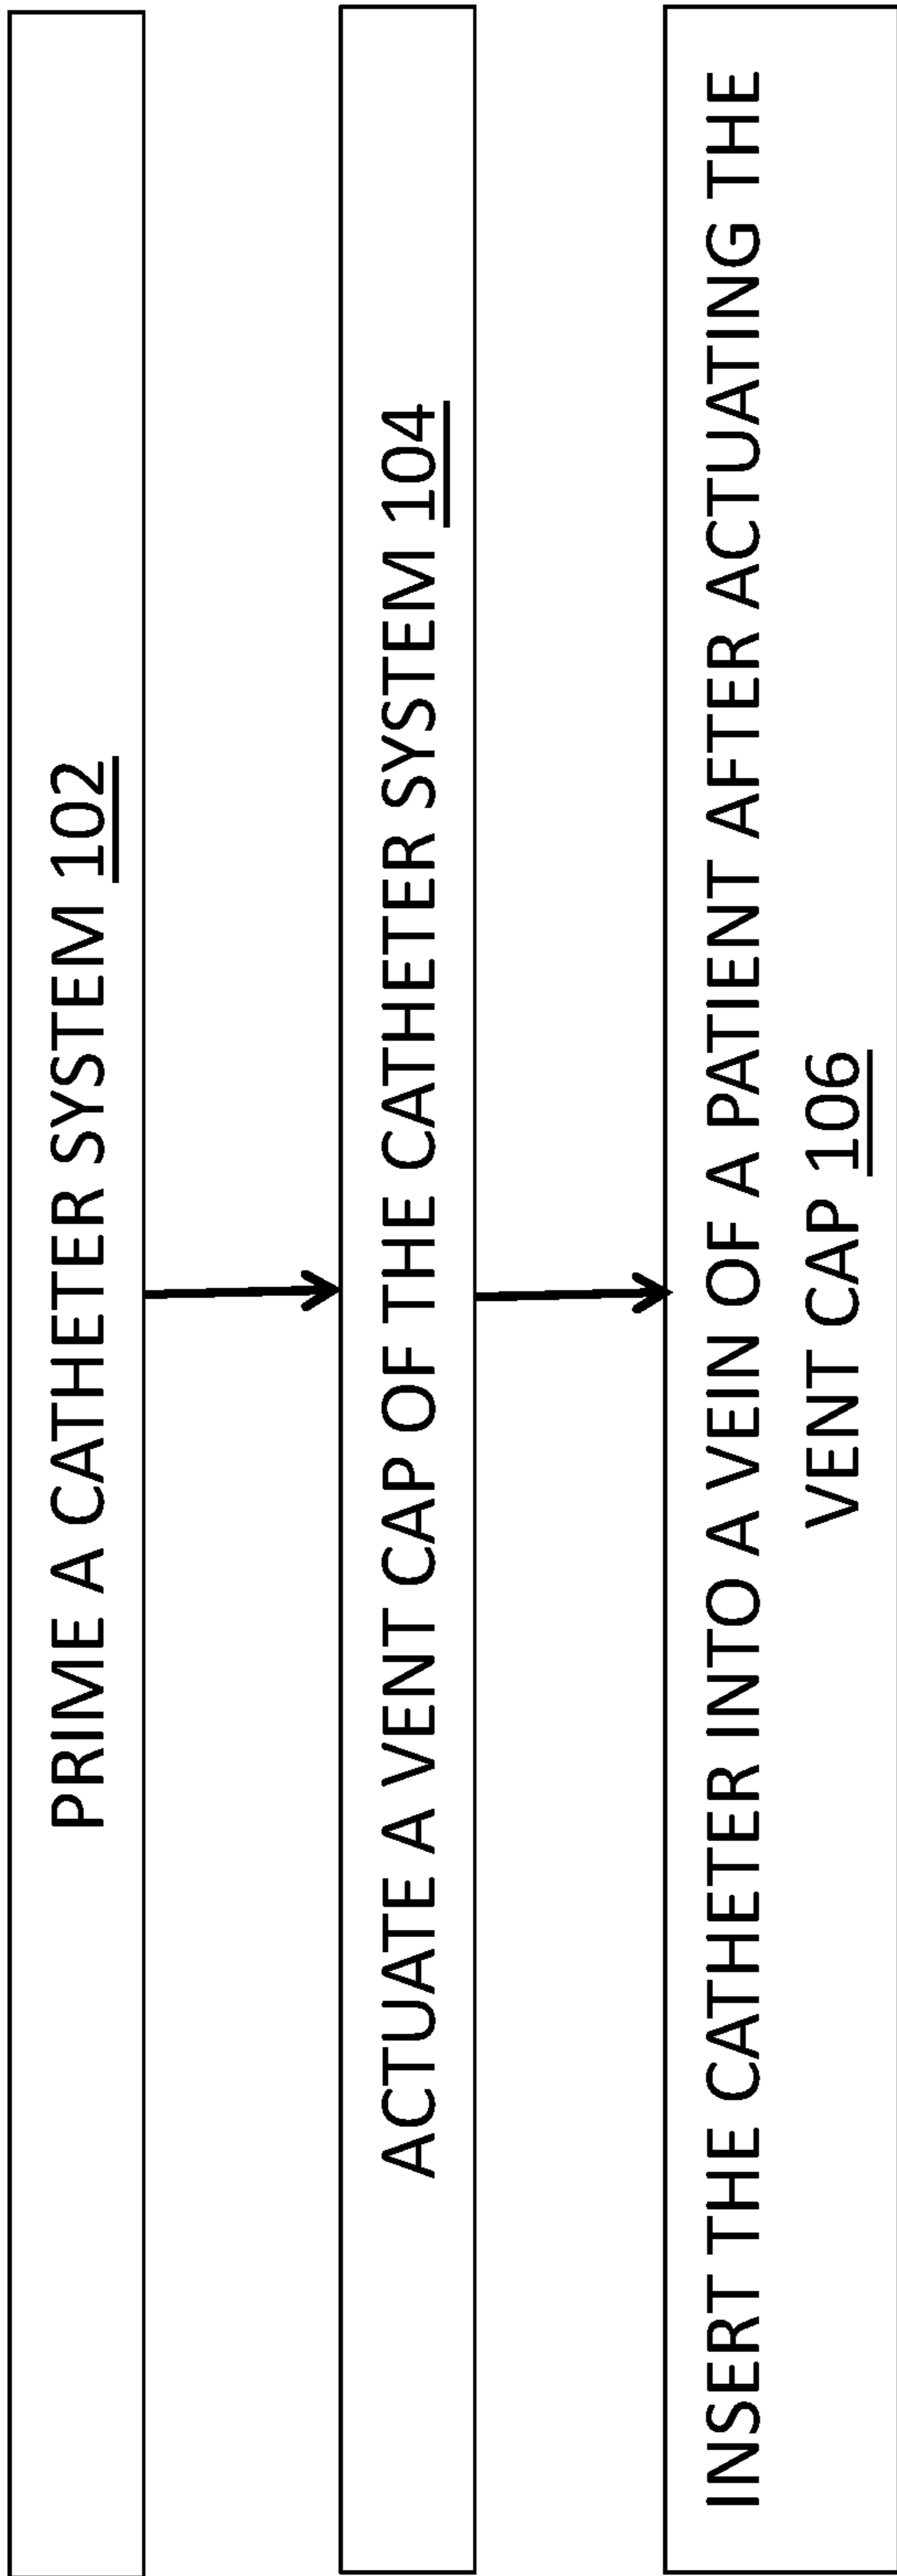 PRIME A CATHETER SYSTEM 102
ACTUATE A VENT CAP OF THE CATHETER SYSTEM 104
INSERT THE CATHETER INTO A VEIN OF A PATIENT AFTER ACTUATING THE
VENT CAP 106